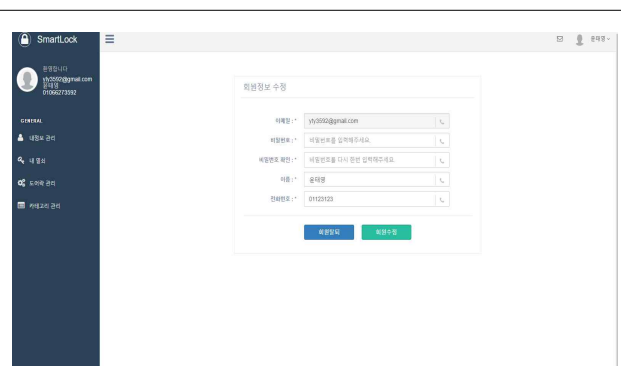 SmartLock
윤태영
환영합니다
yty3592@gmail.com
윤태영
01066273592
GENERAL
내정보 관리
내 열쇠
도어락 관리
카테고리 관리
회원정보 수정
이메일 : * yty3592@gmail.com
비밀번호 : * 비밀번호를 입력해주세요.
비밀번호 확인 : * 비밀번호를 다시 한번 입력해주세요.
이름 : * 윤태영
전화번호 : * 01123123
회원탈퇴 회원수정